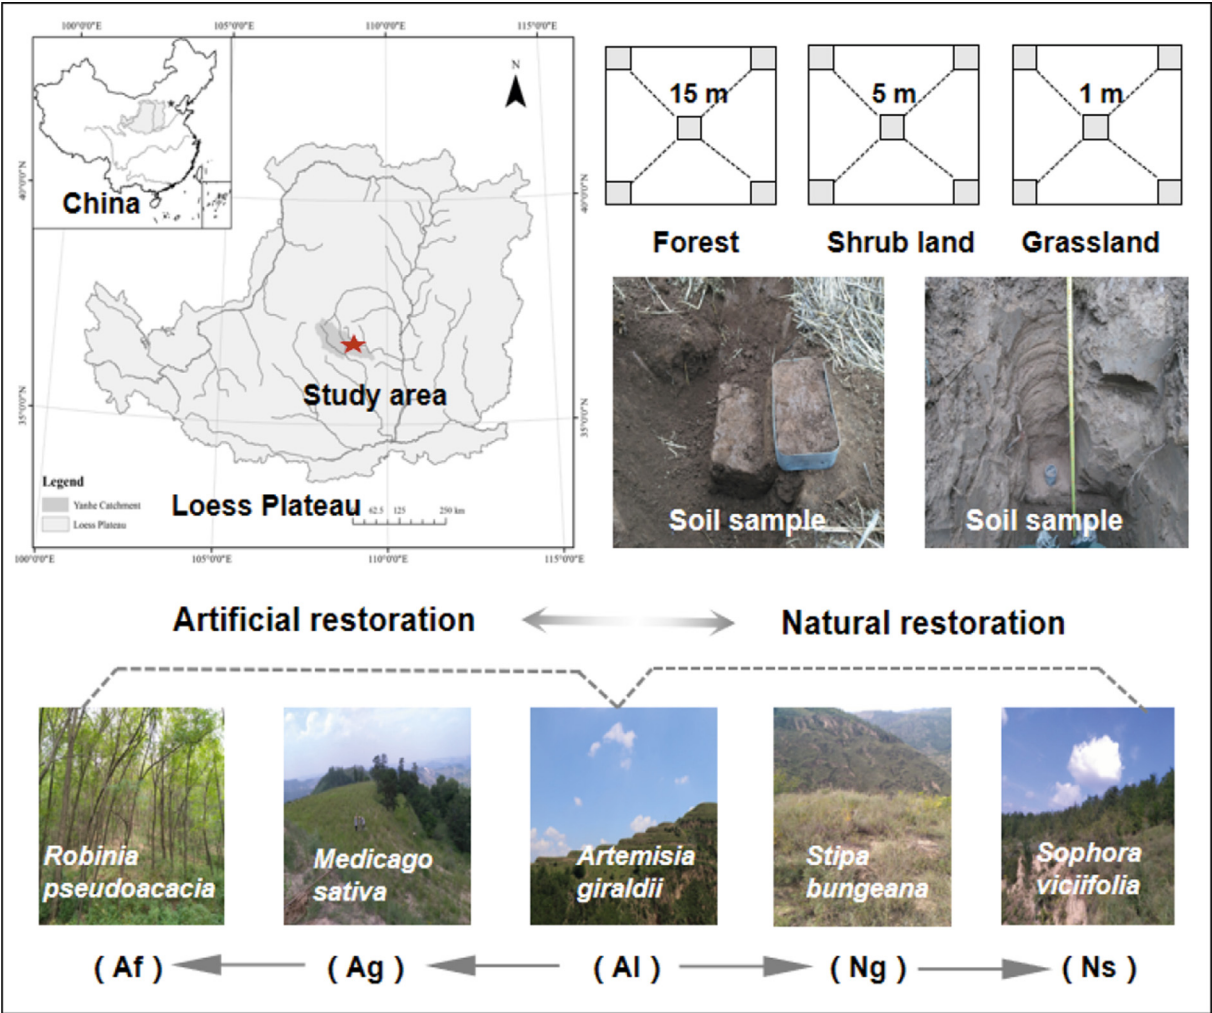 100°0'0"E 105°0'0"E 110°0'0"E 115°0'0"E
N
China
40°0'0"N
40°0'0"N
35°0'0"N
35°0'0"N
Study area
Legend
Yanhe Catchment
Loess Plateau
Loess Plateau
62.5 125 250 km
100°0'0"E 105°0'0"E 110°0'0"E 115°0'0"E
15 m 5 m 1 m
Forest Shrub land Grassland
Soil sample Soil sample
Artificial restoration Natural restoration
Robinia
pseudoacacia
Medicago
sativa
Artemisia
giraldii
Stipa
bungeana
Sophora
viciifolia
( Af ) ( Ag ) ( Al ) ( Ng ) ( Ns )